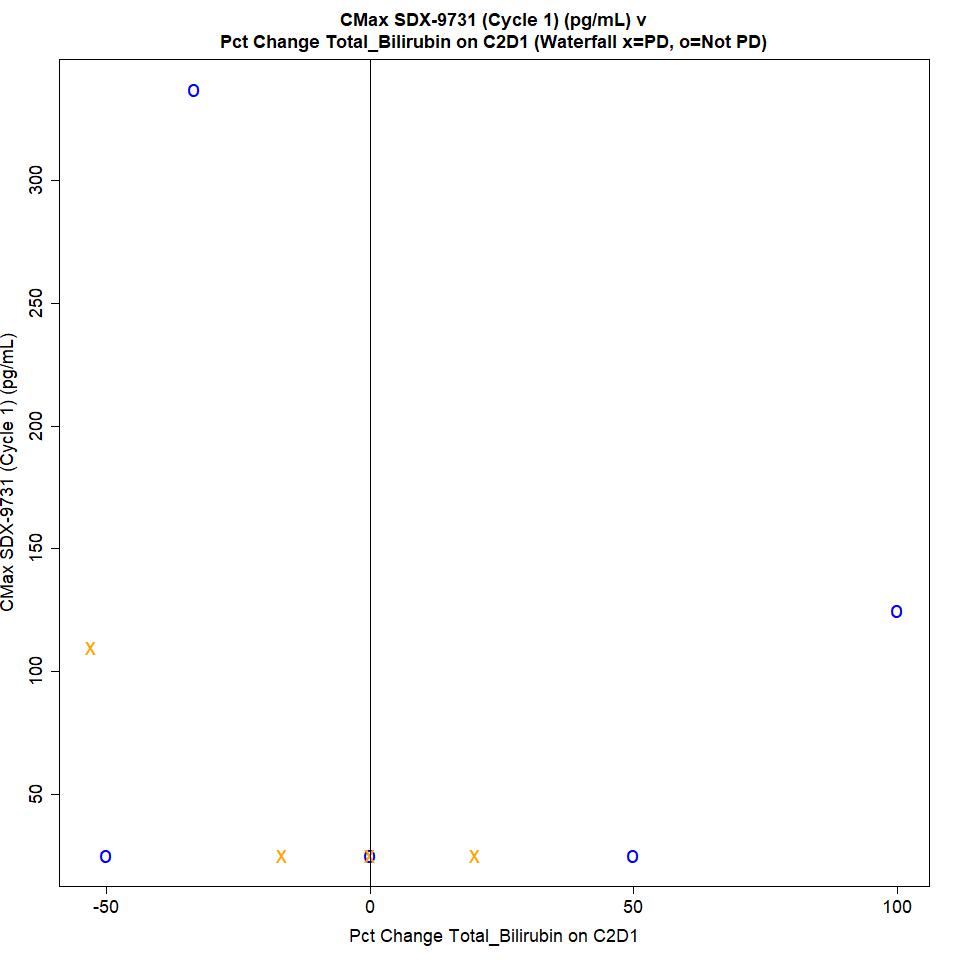 CMax SDX-9731 (Cycle 1) (pg/mL) v
Pct Change Total_Bilirubin on C2D1 (Waterfall x=PD, o=Not PD)
CMax SDX-9731 (Cycle 1) (pg/mL)
300
250
200
150
100
50
O
O
X
O
X
O
X
X
O
-50
0
50
100
Pct Change Total_Bilirubin on C2D1